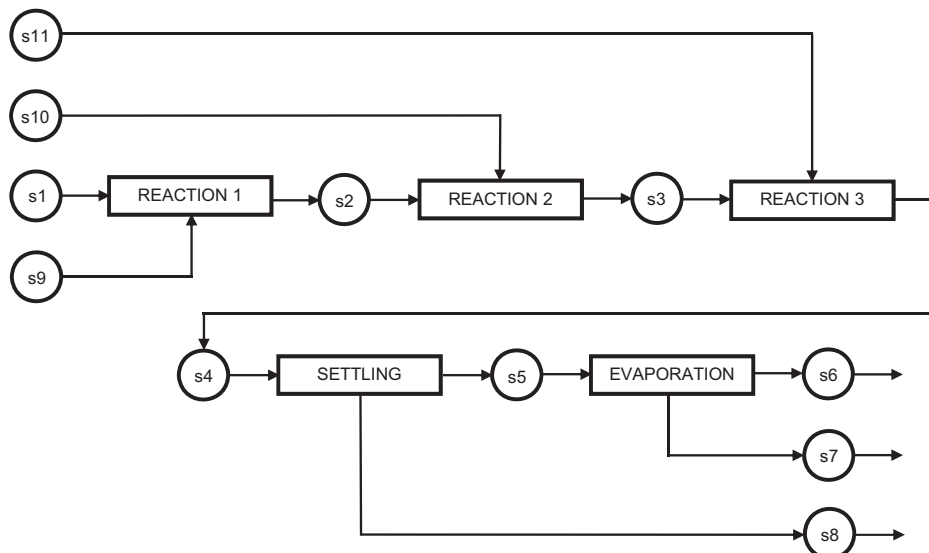 s11
s10
s1
REACTION 1
s2
REACTION 2
s3
REACTION 3
s9
s4
SETTLING
s5
EVAPORATION
s6
s7
s8